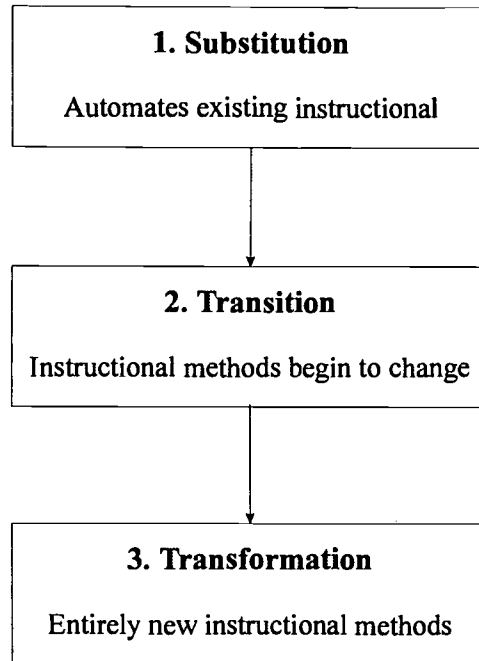 1. Substitution
Automates existing instructional
2. Transition
Instructional methods begin to change
3. Transformation
Entirely new instructional methods